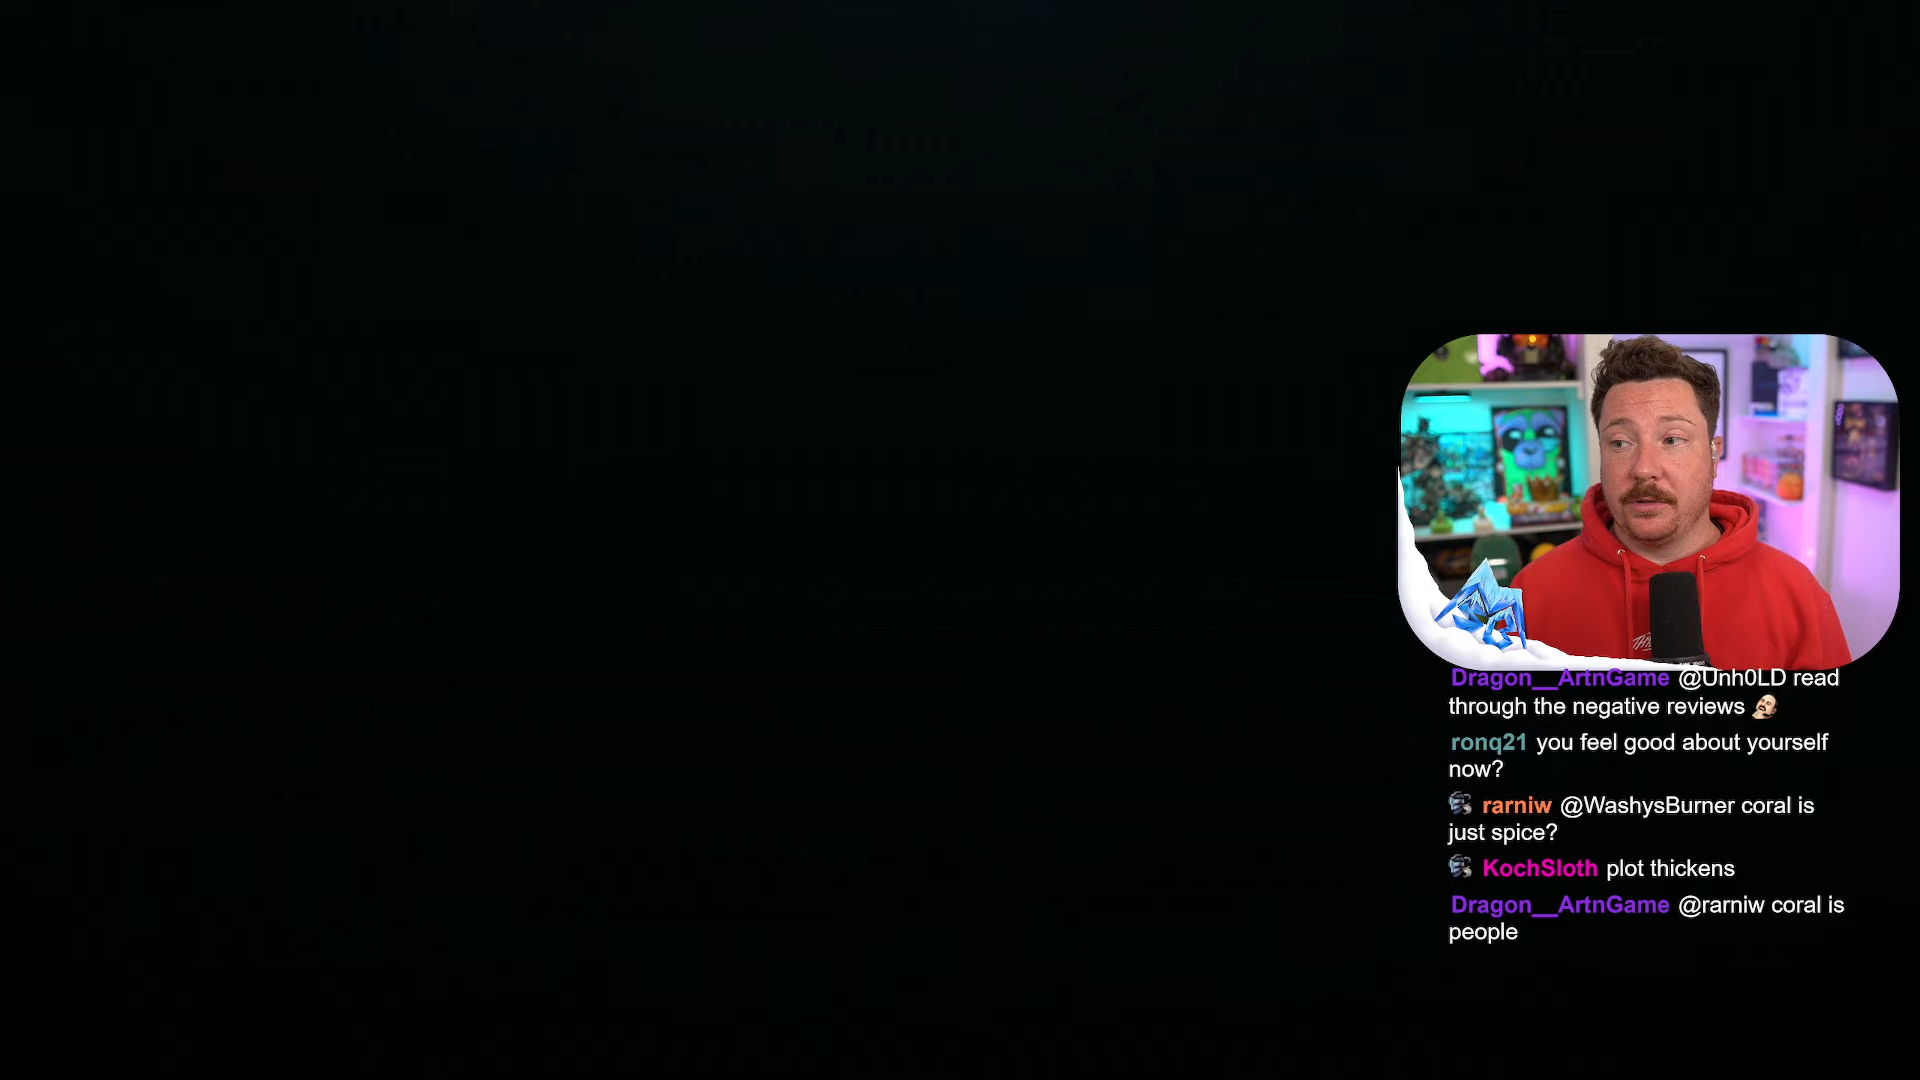 Dragon__ArtnGame @Unh0LD read
through the negative reviews
ronq21 you feel good about yourself
now?
rarniw @WashysBurner coral is
just spice?
KochSloth plot thickens
Dragon__ArtnGame @rarniw coral is
people